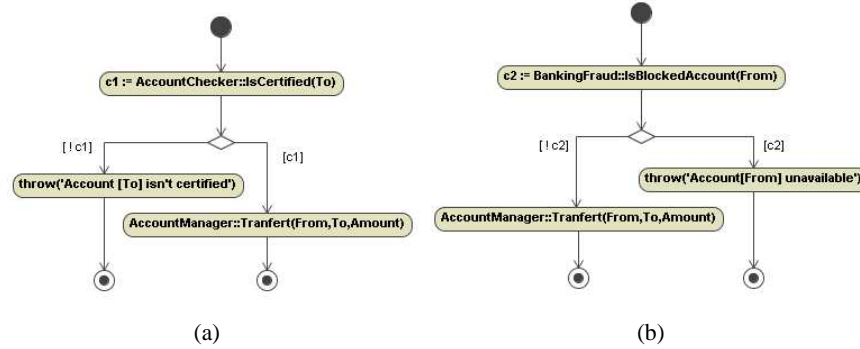 c1 := AccountChecker::IsCertified(To)
[ ! c1]
[c1]
throw('Account [To] isn't certified')
AccountManager::Tranfert(From,To,Amount)
(a)
c2 := BankingFraud::IsBlockedAccount(From)
[ ! c2]
[c2]
throw('Account[From] unavailable')
AccountManager::Tranfert(From,To,Amount)
(b)